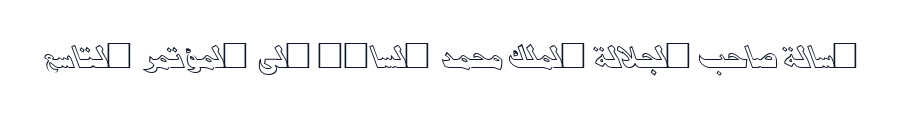 □سالة صاحب □لجلالة □لملك محمد □لسا□□ □لى □لمؤتمر □لتاسع